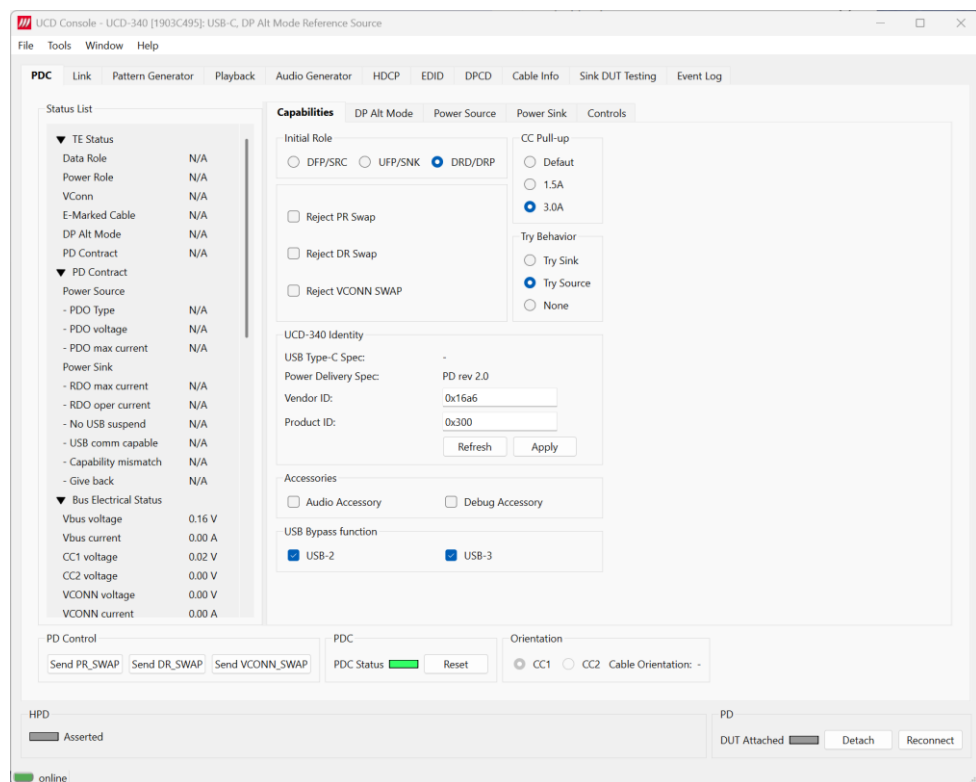 UCD Console - UCD-340 [1903C495]: USB-C, DP Alt Mode Reference Source
File Tools Window Help
PDC Link Pattern Generator Playback Audio Generator HDCP EDID DPCD Cable Info Sink DUT Testing Event Log
Status List
TE Status
Data Role N/A
Power Role N/A
VConn N/A
E-Marked Cable N/A
DP Alt Mode N/A
PD Contract N/A
PD Contract
Power Source
- PDO Type N/A
- PDO voltage N/A
- PDO max current N/A
Power Sink
- RDO max current N/A
- RDO oper current N/A
- No USB suspend N/A
- USB comm capable N/A
- Capability mismatch N/A
- Give back N/A
Bus Electrical Status
Vbus voltage 0.16 V
Vbus current 0.00 A
CC1 voltage 0.02 V
CC2 voltage 0.00 V
VCONN voltage 0.00 V
VCONN current 0.00 A
Capabilities DP Alt Mode Power Source Power Sink Controls
Initial Role
DFP/SRC UFP/SNK DRD/DRP
Reject PR Swap
Reject DR Swap
Reject VCONN SWAP
CC Pull-up
Defaut
1.5A
3.0A
Try Behavior
Try Sink
Try Source
None
UCD-340 Identity
USB Type-C Spec: -
Power Delivery Spec: PD rev 2.0
Vendor ID: 0x16a6
Product ID: 0x300
Refresh Apply
Accessories
Audio Accessory Debug Accessory
USB Bypass function
USB-2 USB-3
PD Control
Send PR_SWAP Send DR_SWAP Send VCONN_SWAP
PDC
PDC Status Reset
Orientation
CC1 CC2 Cable Orientation: -
HPD
Asserted
PD
DUT Attached Detach Reconnect
online